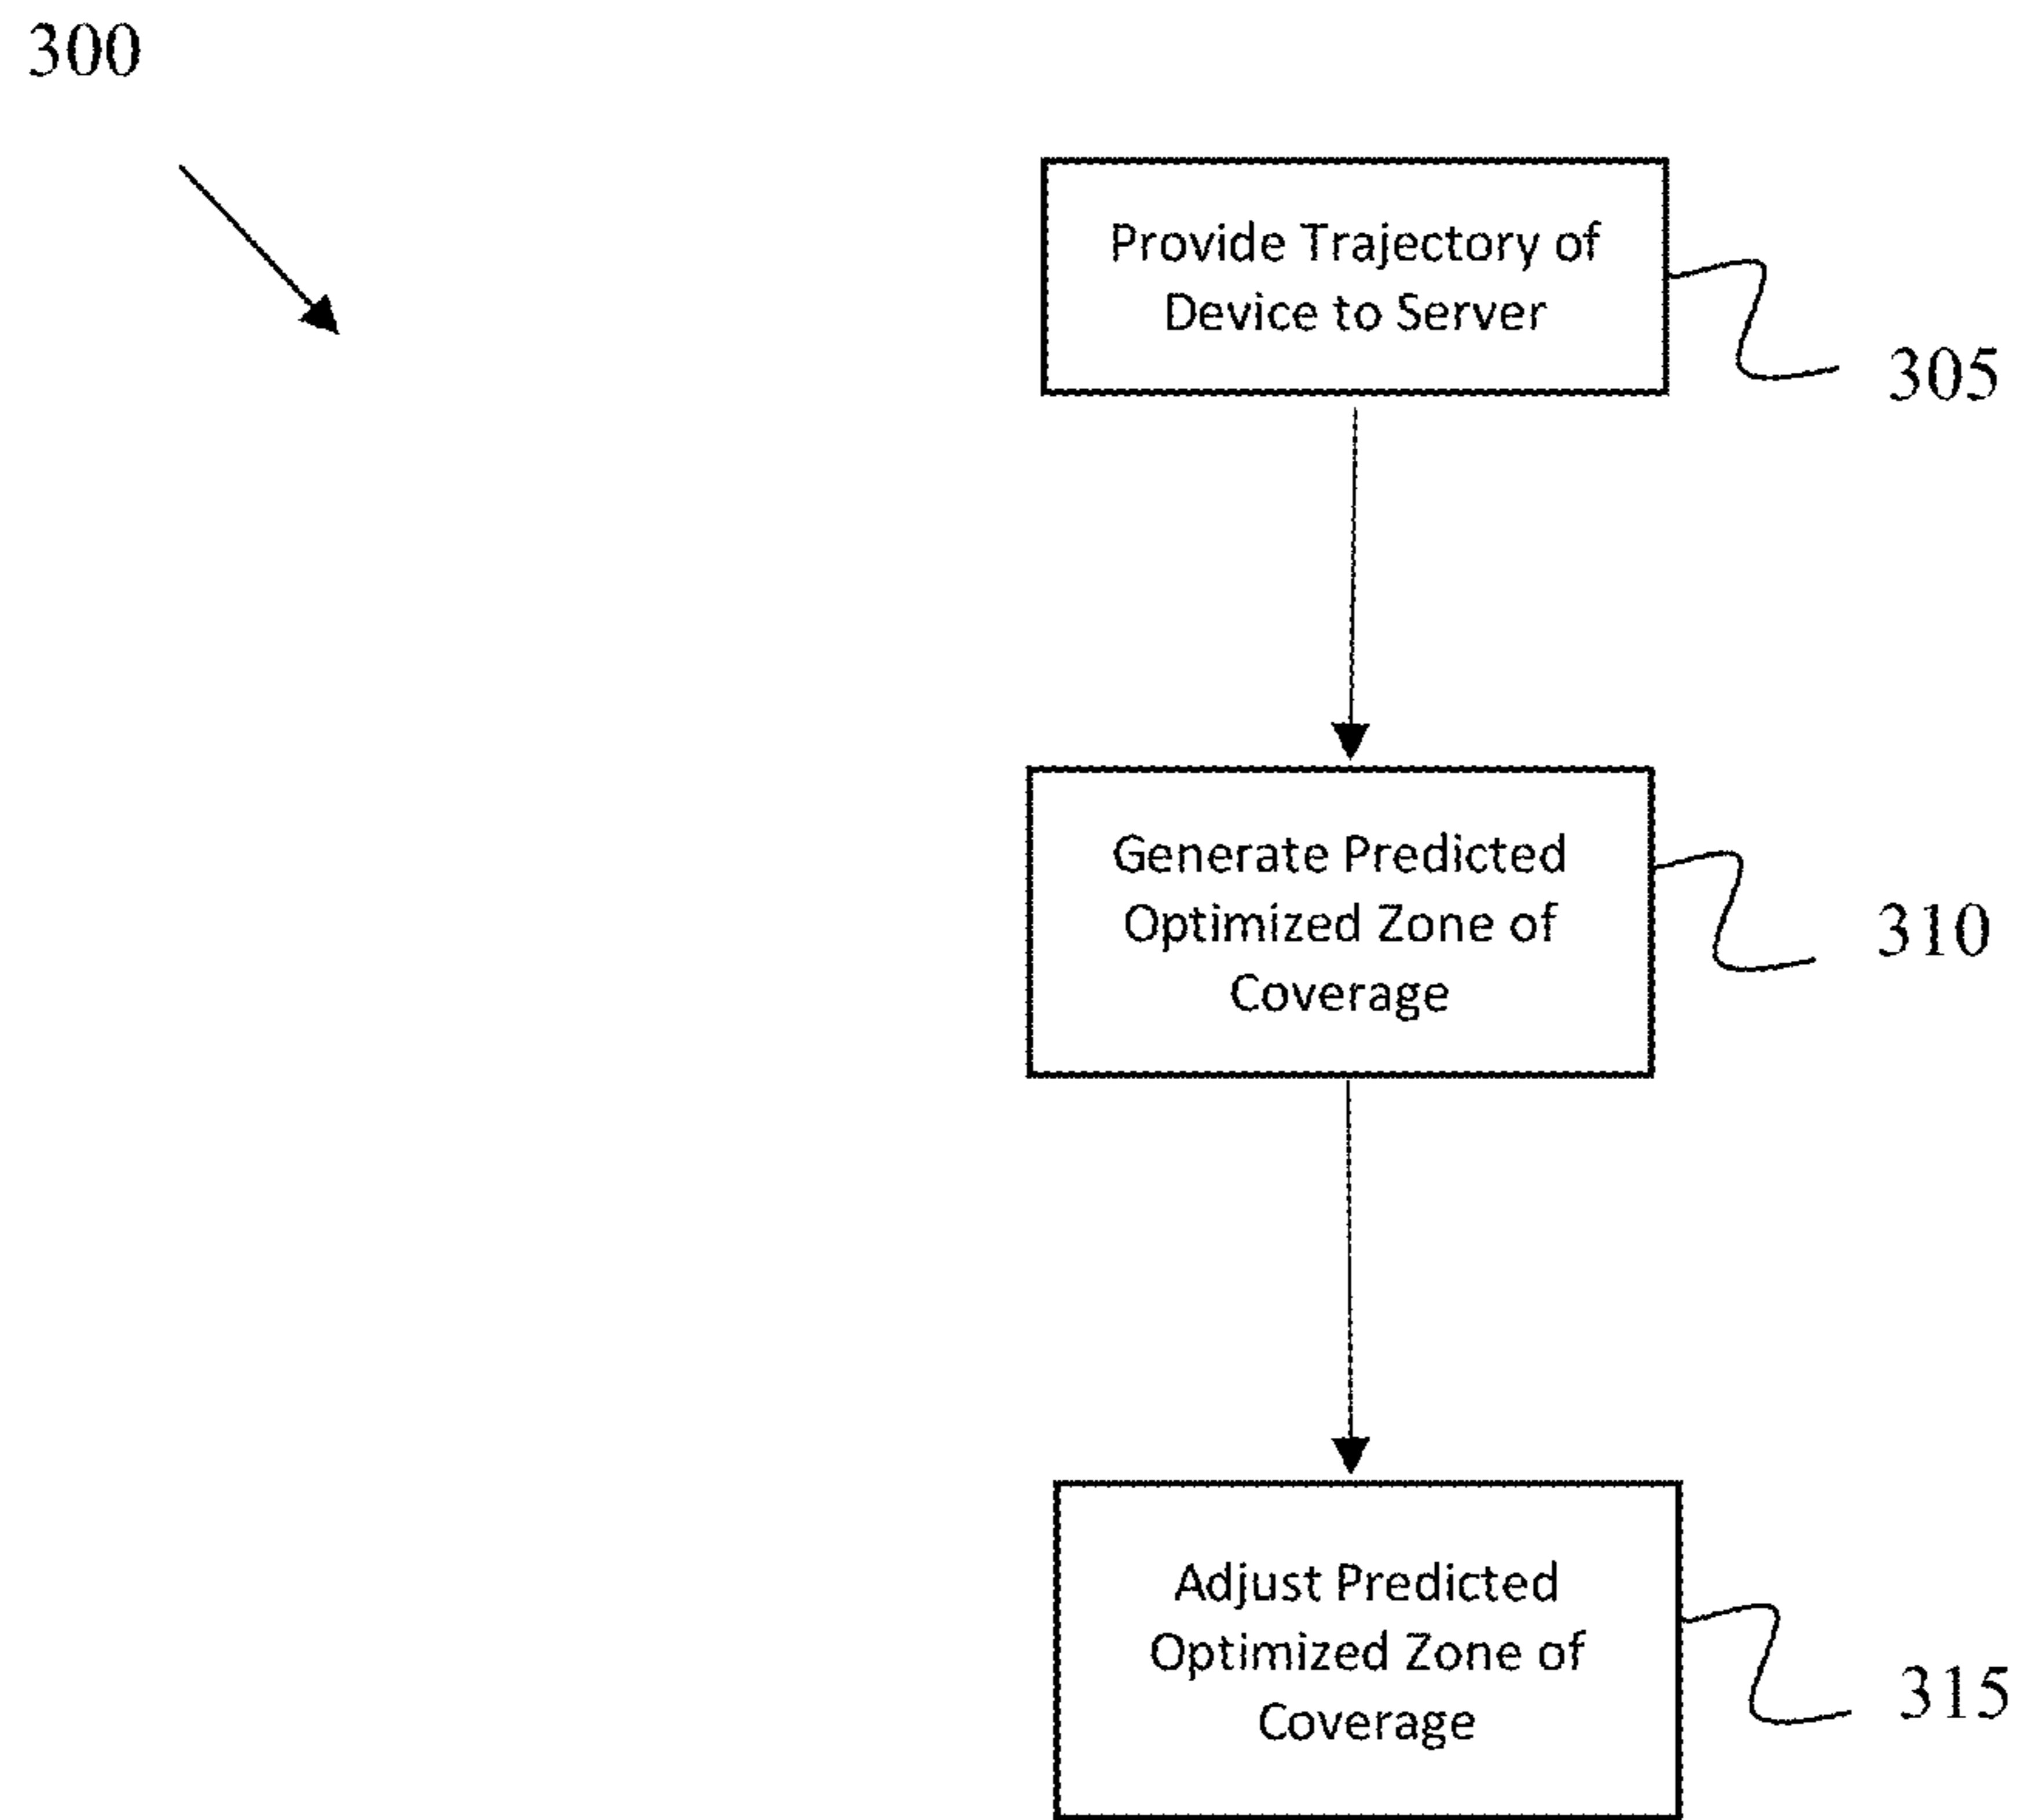 300
Provide Trajectory of
Device to Server
305
Generate Predicted
Optimized Zone of
Coverage
310
Adjust Predicted
Optimized Zone of
Coverage
315